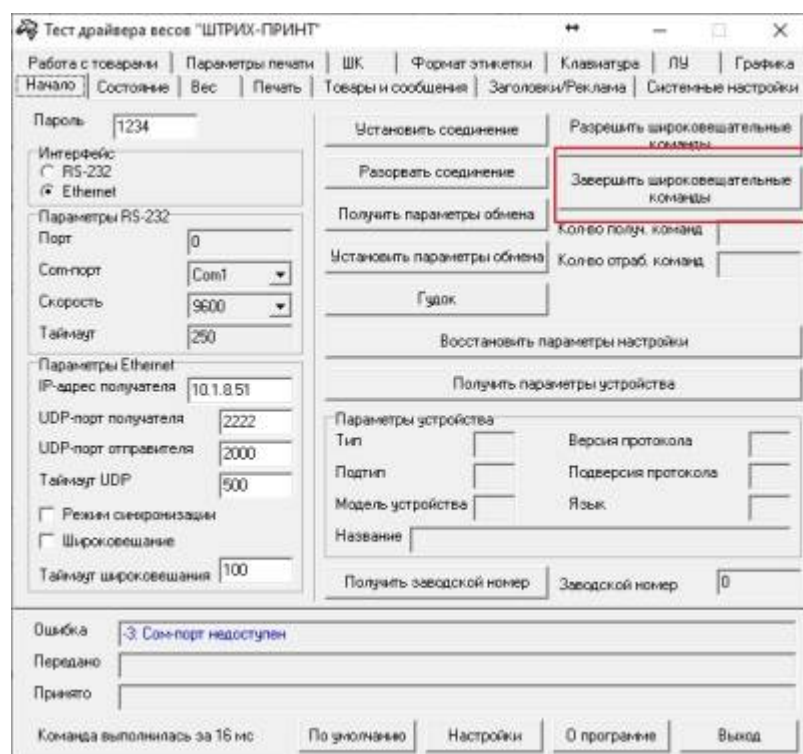 Тест драйвера весов "ШТРИХ-ПРИНТ"
Работа с товарами Параметры печати ШК Формат этикетки Клавиатура ЛУ Графика
Начало Состояние Вес Печать Товары и сообщения Заголовки/Реклама Системные настройки
Пароль 1234
Интерфейс
RS-232
Ethernet
Параметры RS-232
Порт 0
Com-порт Com1
Скорость 9600
Таймаут 250
Параметры Ethernet
IP-адрес получателя 10.1.8.51
UDP-порт получателя 2222
UDP-порт отправителя 2000
Таймаут UDP 500
Режим синхронизации
Широковещание
Таймаут широковещания 100
Установить соединение
Разорвать соединение
Получить параметры обмена
Установить параметры обмена
Гудок
Разрешить широковещательные
команды
Завершить широковещательные
команды
Кол-во получ. команд
Кол-во отраб. команд
Восстановить параметры настройки
Получить параметры устройства
Параметры устройства
Тип Версия протокола
Подтип Подверсия протокола
Модель устройства Язык
Название
Получить заводской номер Заводской номер 0
Ошибка -3: Com-порт недоступен
Передано
Принято
Команда выполнилась за 16 мс По умолчанию Настройки О программе Выход